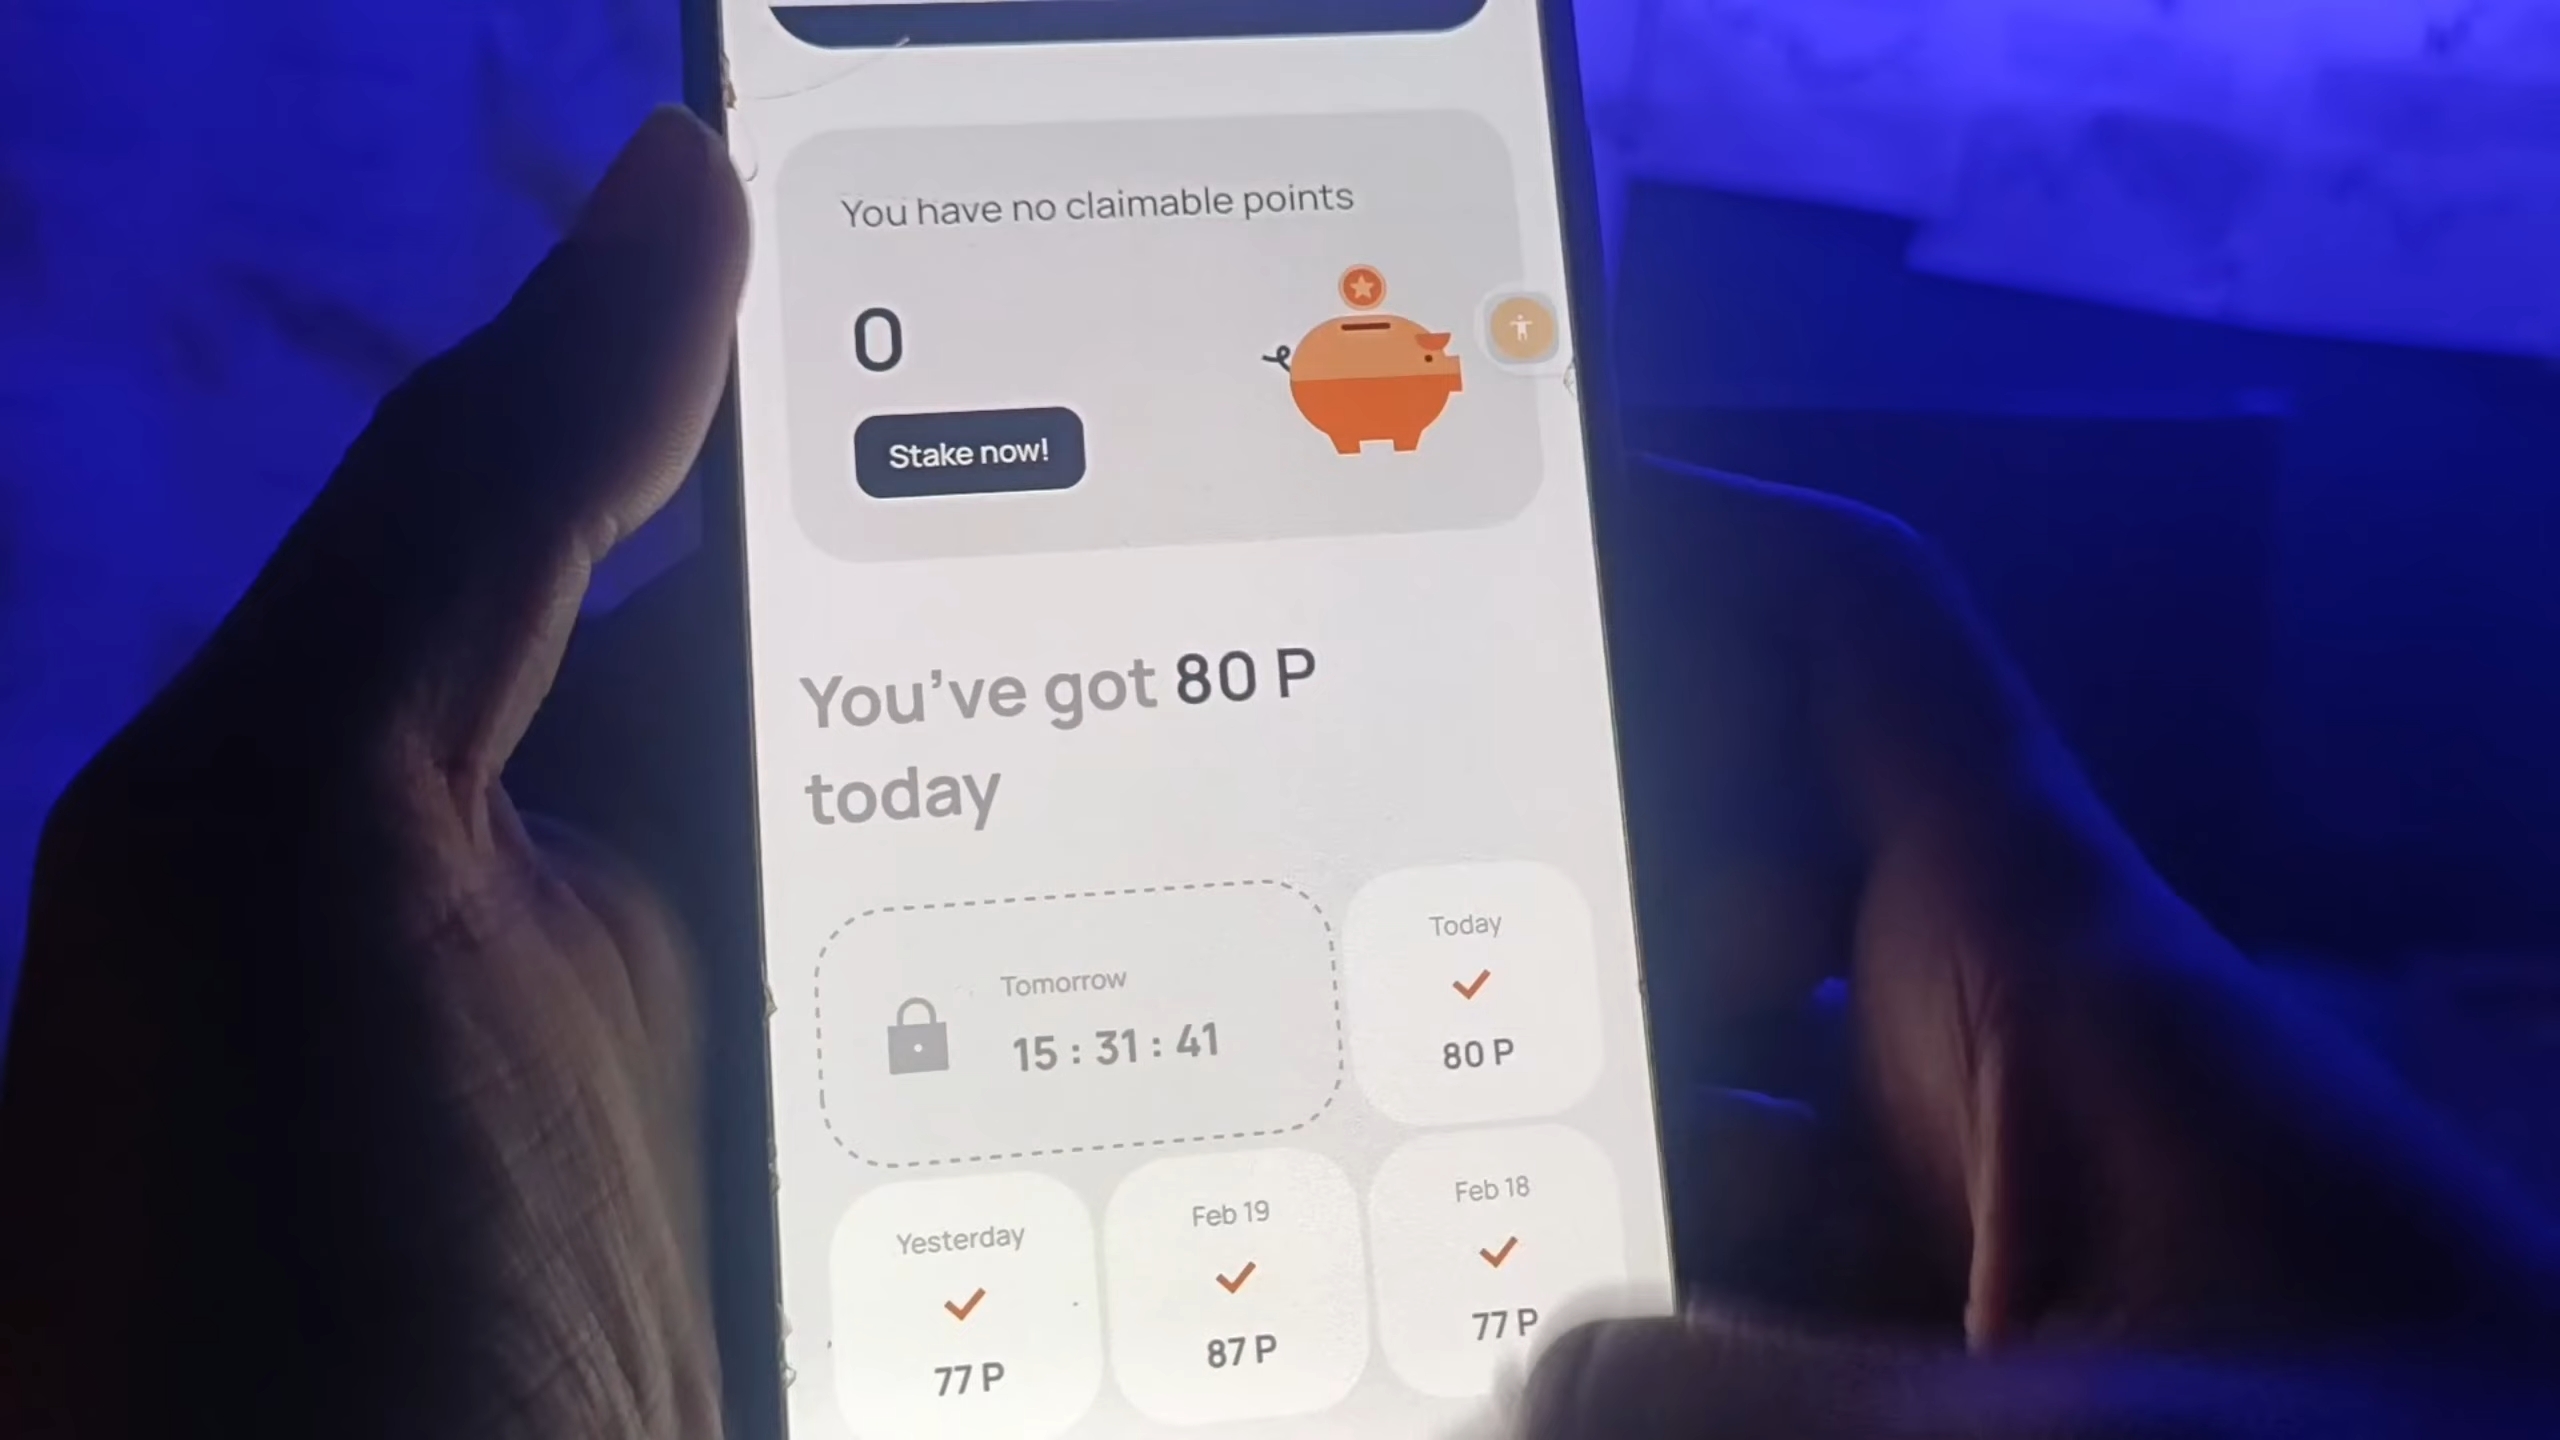 You have no claimable points
0
Stake now!
You've got 80 P
today
Tomorrow
15 : 31 : 41
Today
80 P
Yesterday
77 P
Feb 19
87 P
Feb 18
77 P